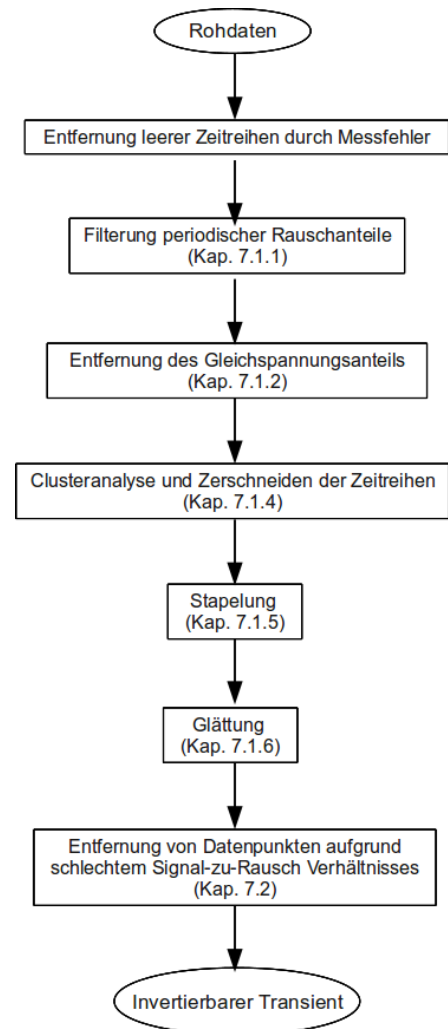 Rohdaten
Entfernung leerer Zeitreihen durch Messfehler
Filterung periodischer Rauschanteile
(Kap. 7.1.1)
Entfernung des Gleichspannungsanteils
(Kap. 7.1.2)
Clusteranalyse und Zerschneiden der Zeitreihen
(Kap. 7.1.4)
Stapelung
(Kap. 7.1.5)
Glättung
(Kap. 7.1.6)
Entfernung von Datenpunkten aufgrund
schlechtem Signal-zu-Rausch Verhältnisses
(Kap. 7.2)
Invertierbarer Transient